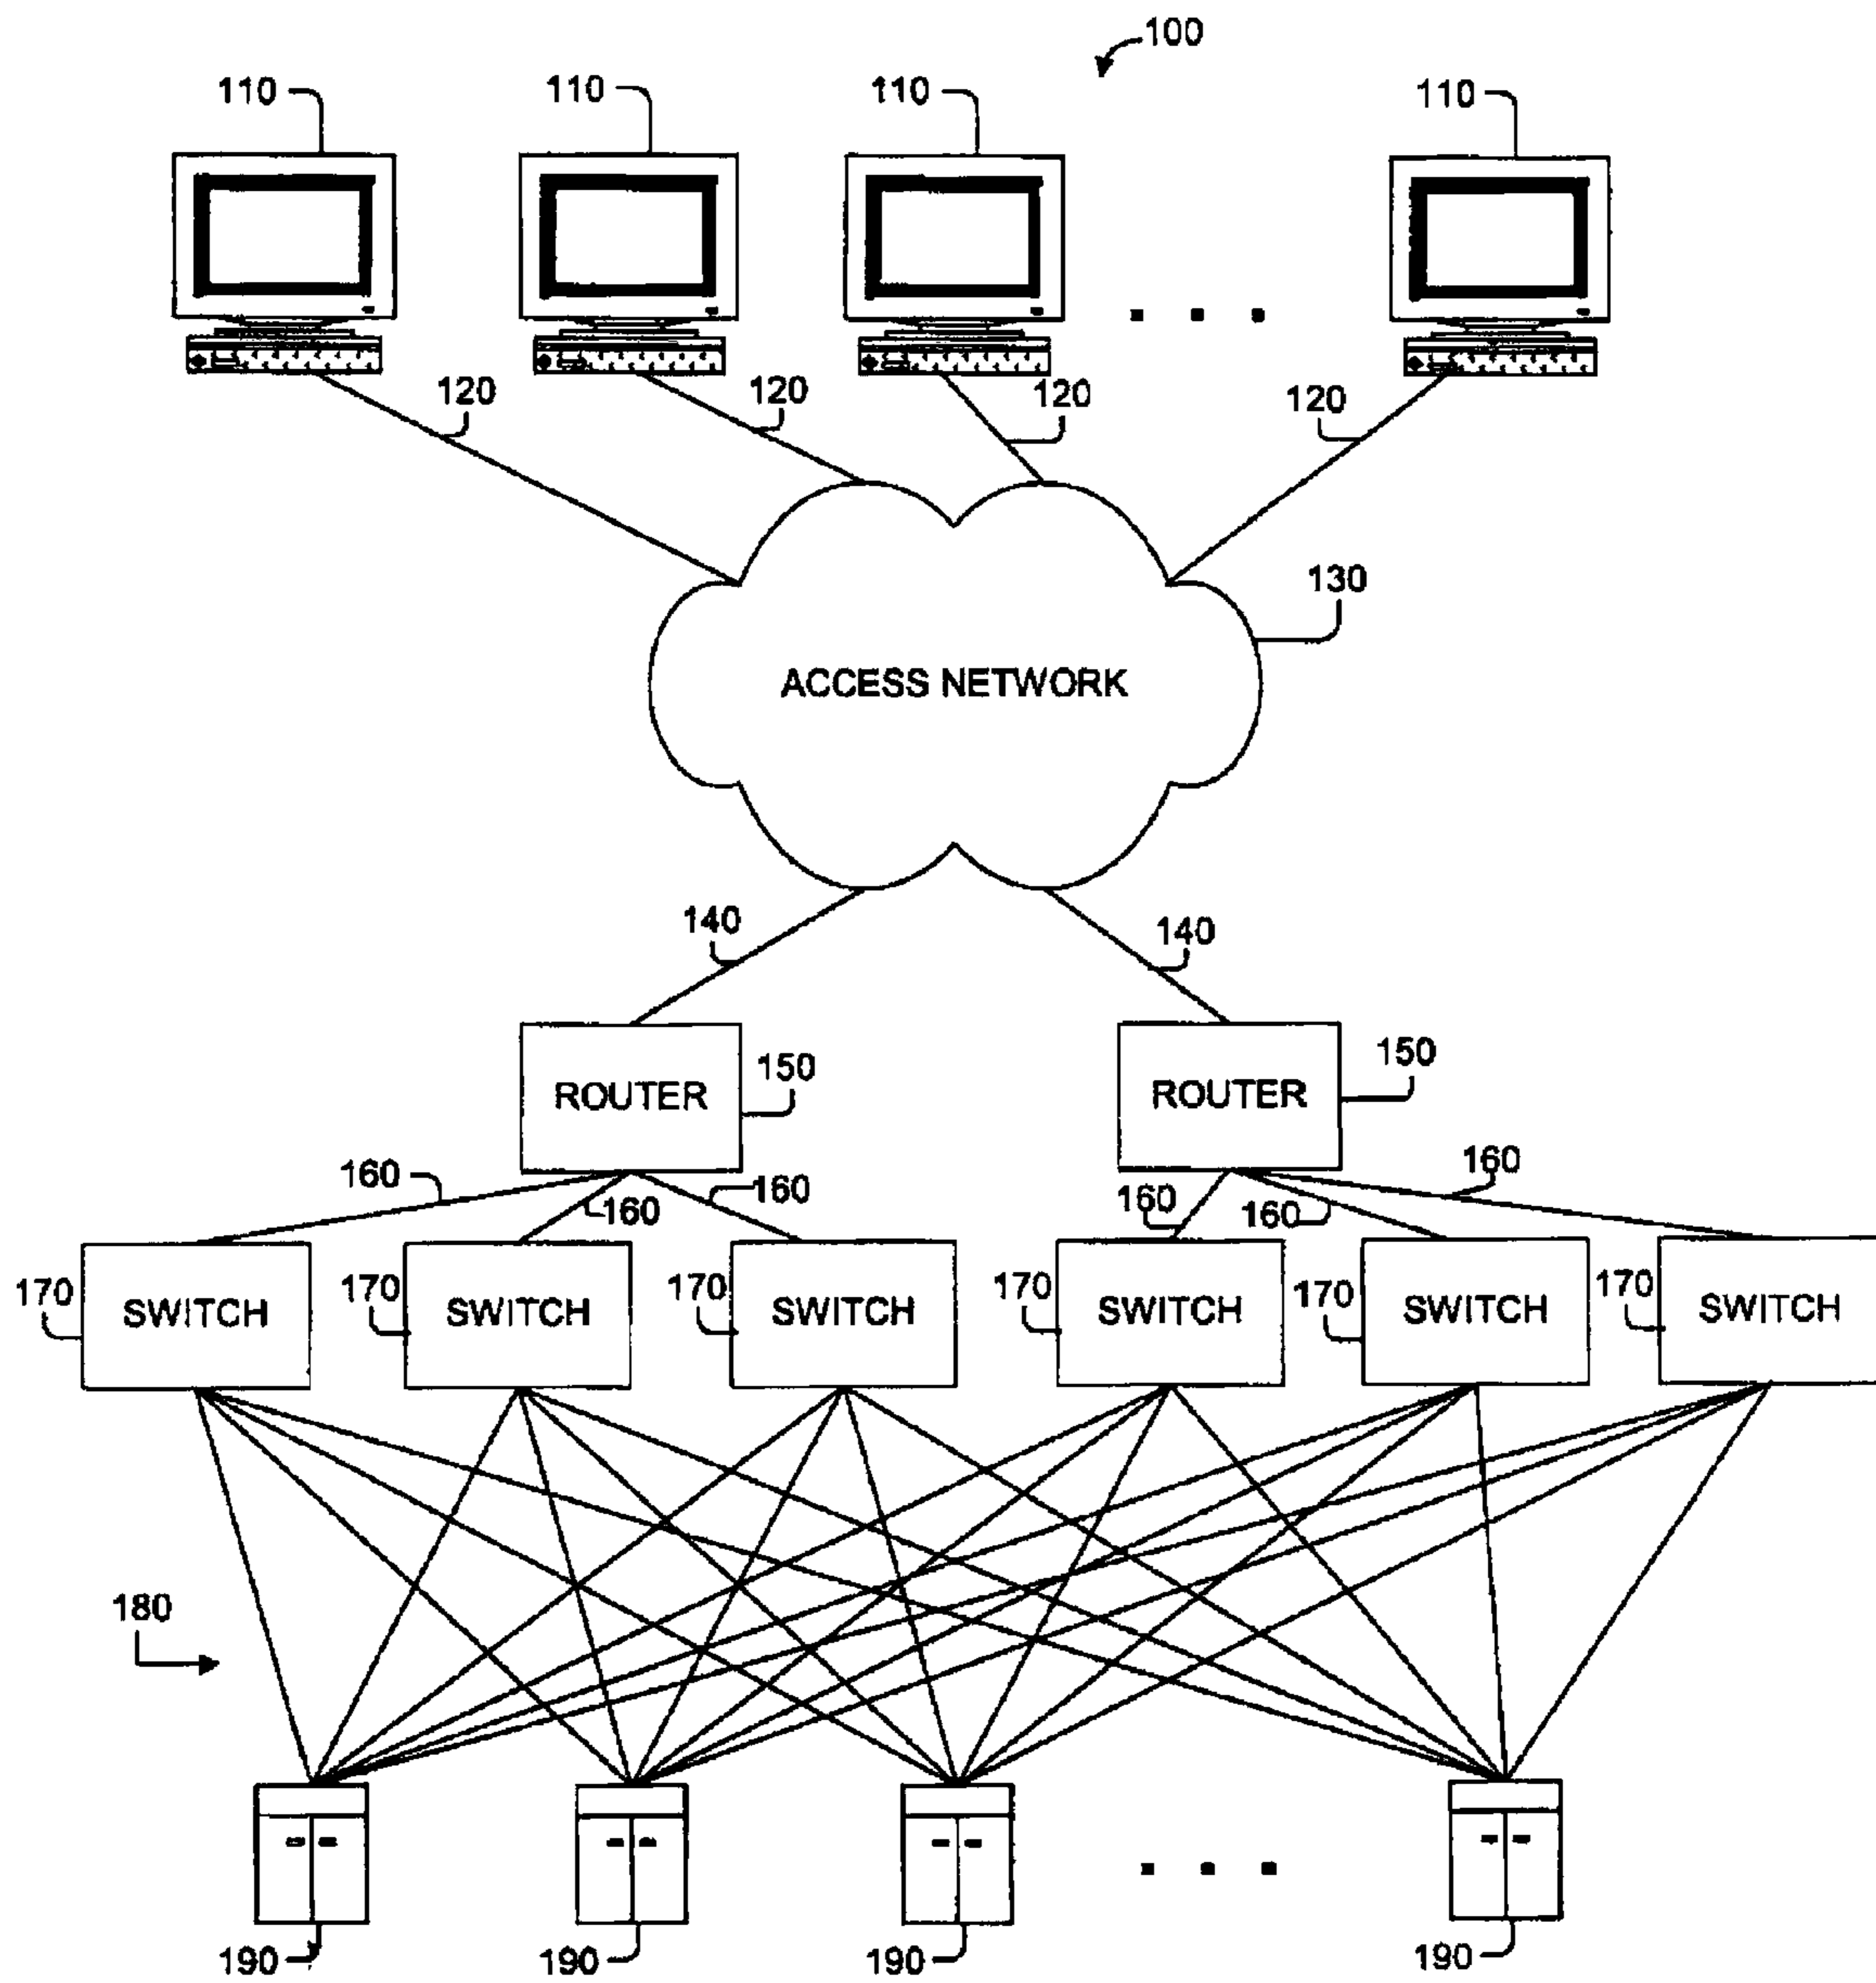 100
110 110 110 110
120 120 120 120
130
ACCESS NETWORK
140 140
150 150
ROUTER ROUTER
160 160 160 160 160 160
170 170 170 170 170 170
SWITCH SWITCH SWITCH SWITCH SWITCH SWITCH
180
190 190 190 190